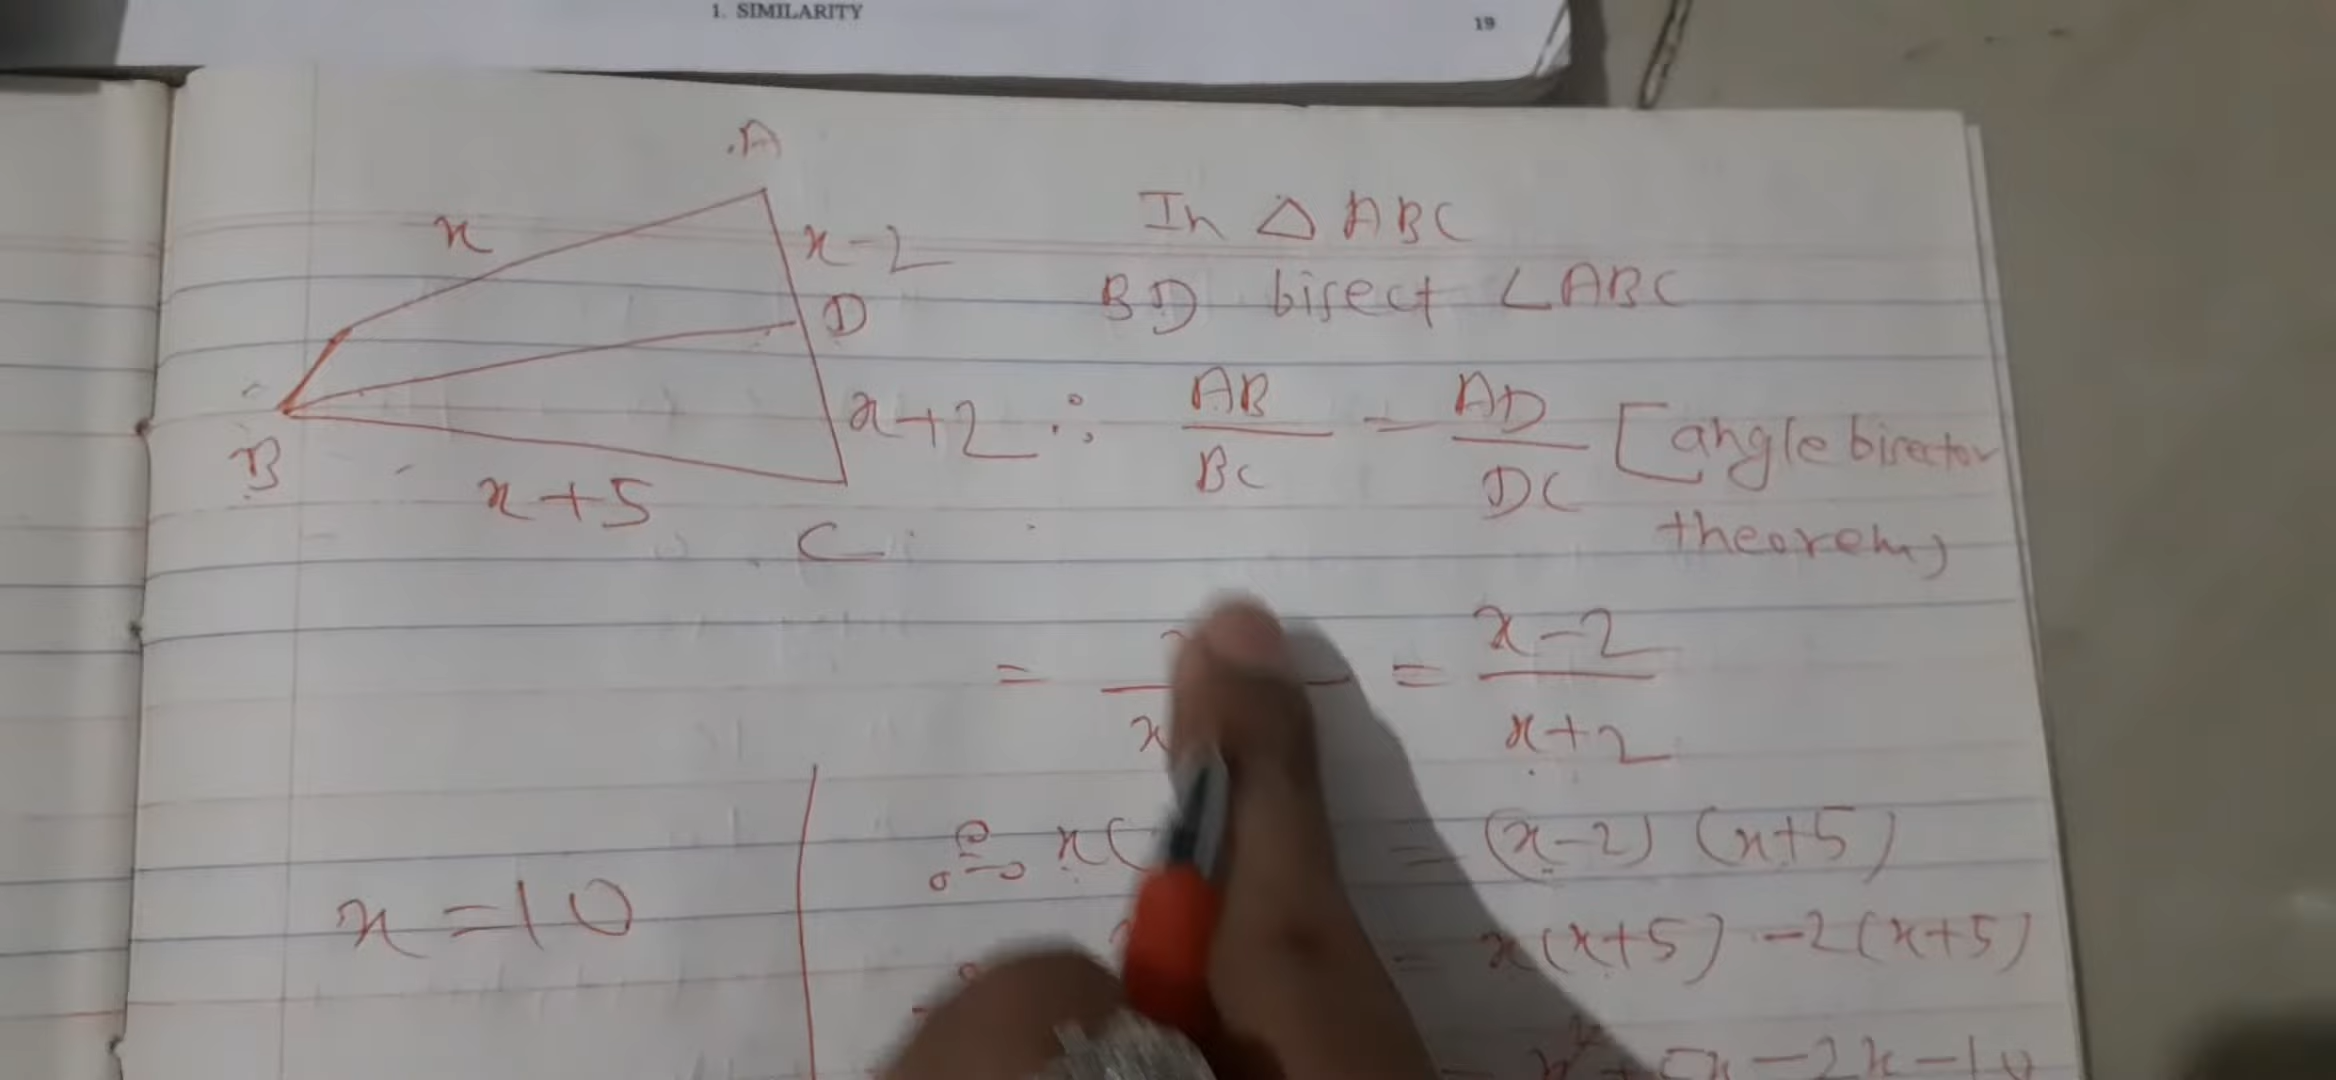 1. SIMILARITY
19
A
x
x-2
D
B
x+2
x+5
C
In △ ABC
BD bisect ∠ABC
∴ AB/BC = AD/DC [angle birector
theorem)
= x-2/x+2
x( = (x-2) (x+5)
= x(x+5) -2(x+5)
x=10